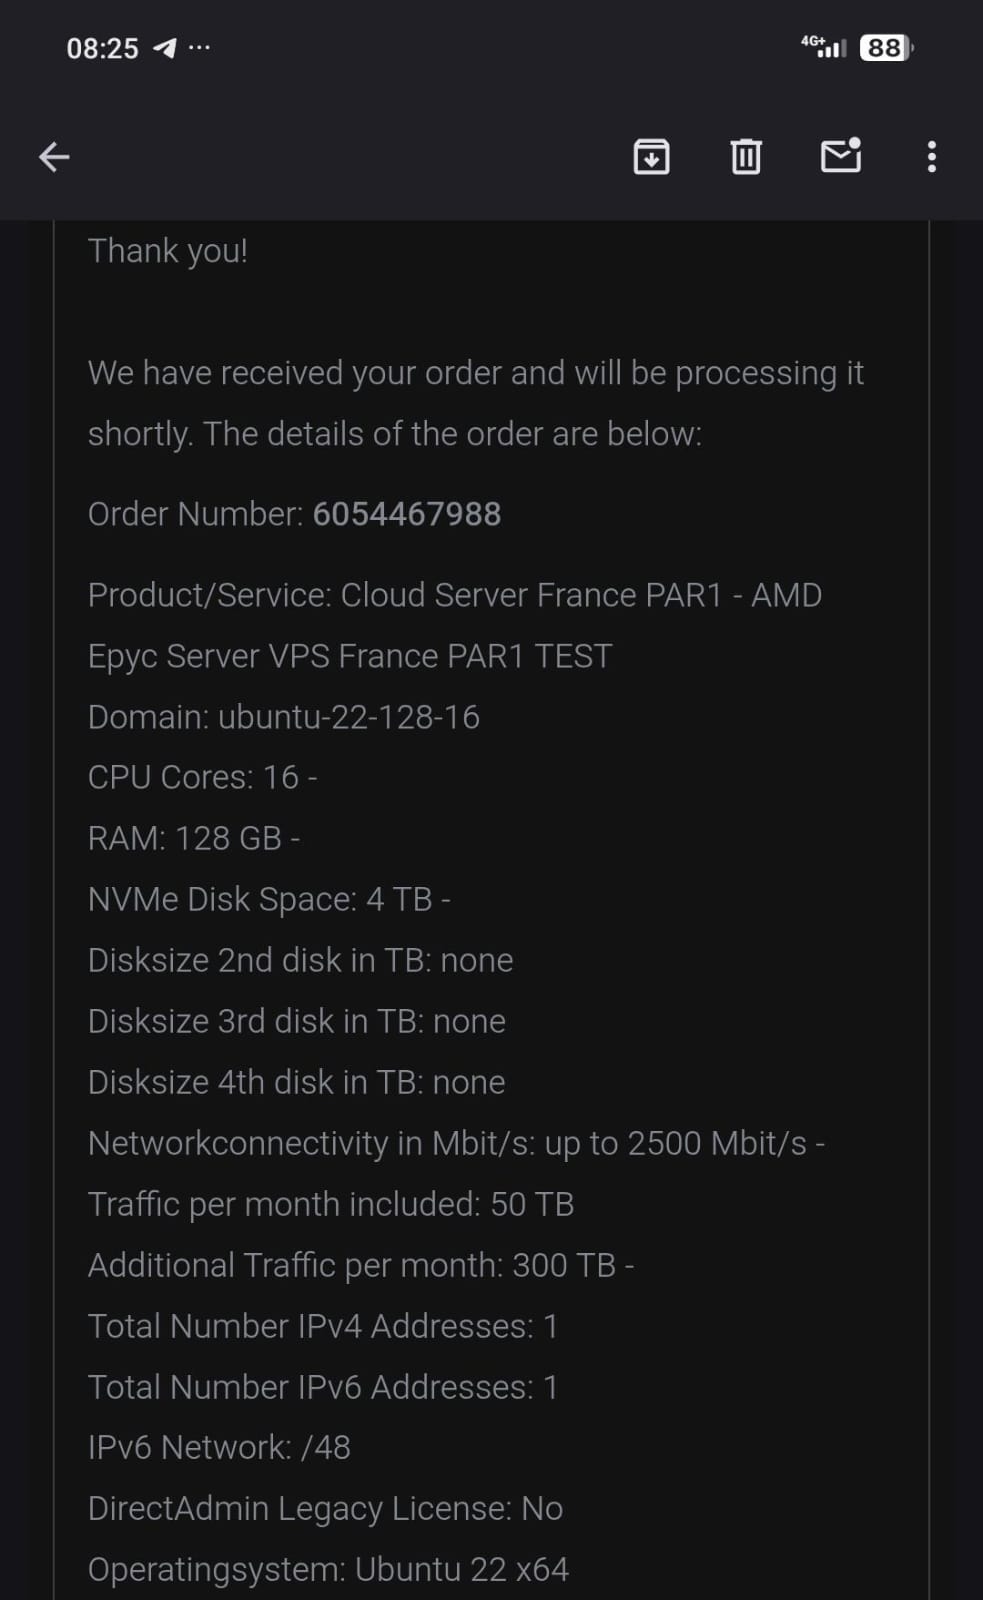 08:25 ...
4G+ 88
Thank you!
We have received your order and will be processing it
shortly. The details of the order are below:
Order Number: 6054467988
Product/Service: Cloud Server France PAR1 - AMD
Epyc Server VPS France PAR1 TEST
Domain: ubuntu-22-128-16
CPU Cores: 16 -
RAM: 128 GB -
NVMe Disk Space: 4 TB -
Disksize 2nd disk in TB: none
Disksize 3rd disk in TB: none
Disksize 4th disk in TB: none
Networkconnectivity in Mbit/s: up to 2500 Mbit/s -
Traffic per month included: 50 TB
Additional Traffic per month: 300 TB -
Total Number IPv4 Addresses: 1
Total Number IPv6 Addresses: 1
IPv6 Network: /48
DirectAdmin Legacy License: No
Operatingsystem: Ubuntu 22 x64